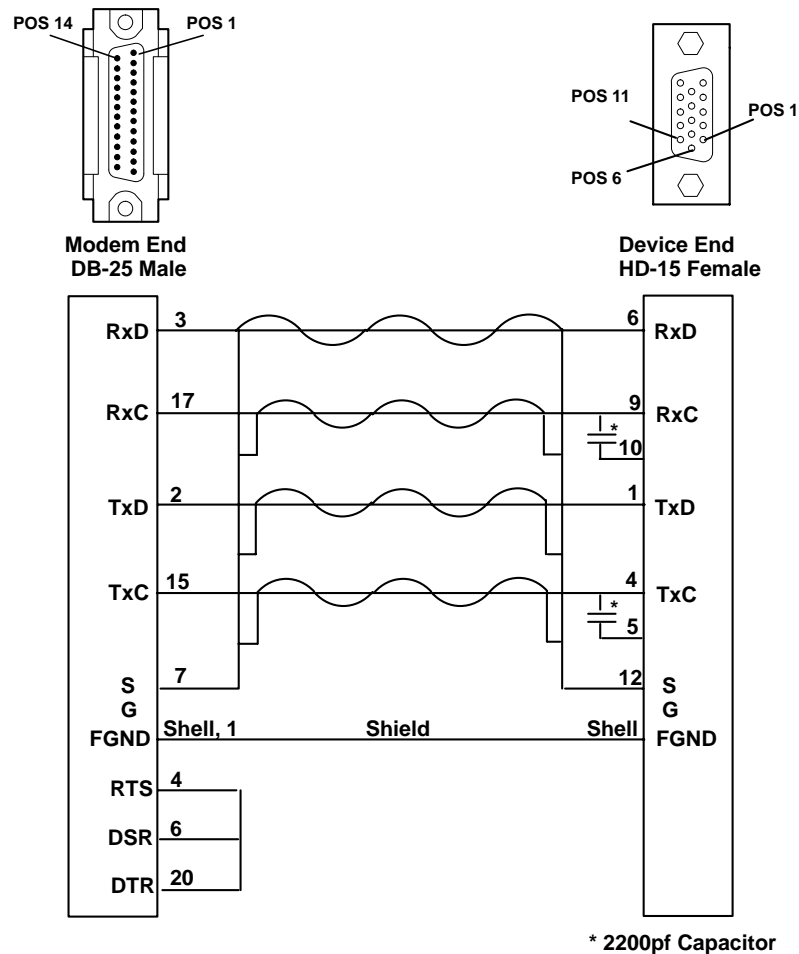 POS 14 POS 1
POS 11 POS 1
POS 6
Modem End
DB-25 Male
Device End
HD-15 Female
RxD 3 6 RxD
RxC 17 9 RxC
* 10
TxD 2 1 TxD
TxC 15 4 TxC
* 5
S 7 12 S
G G
FGND Shell, 1 Shield Shell FGND
RTS 4
DSR 6
DTR 20
* 2200pf Capacitor